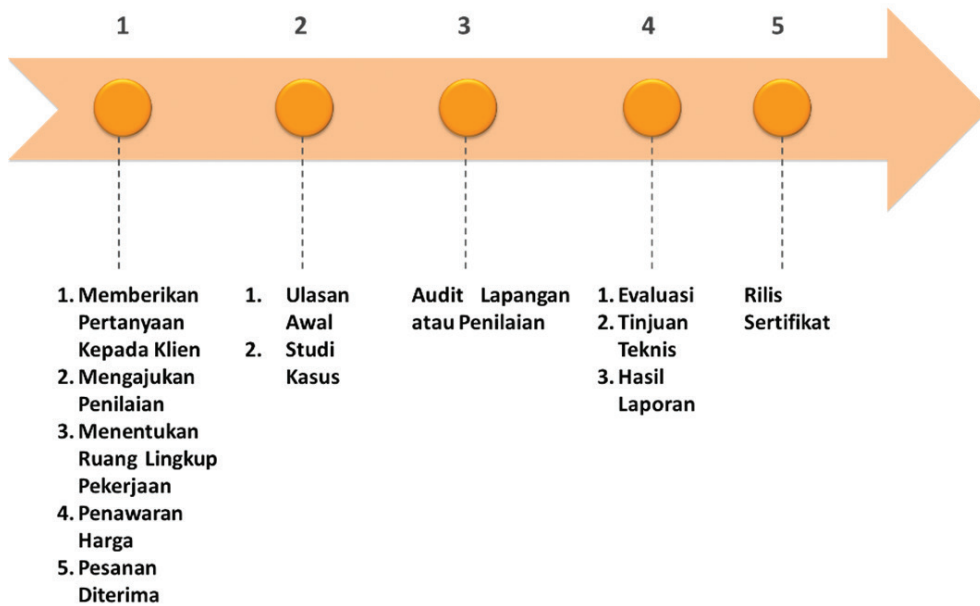 1 2 3 4 5
1. Memberikan
Pertanyaan
Kepada Klien
2. Mengajukan
Penilaian
3. Menentukan
Ruang Lingkup
Pekerjaan
4. Penawaran
Harga
5. Pesanan
Diterima
1. Ulasan
Awal
2. Studi
Kasus
Audit Lapangan
atau Penilaian
1. Evaluasi
2. Tinjuan
Teknis
3. Hasil
Laporan
Rilis
Sertifikat